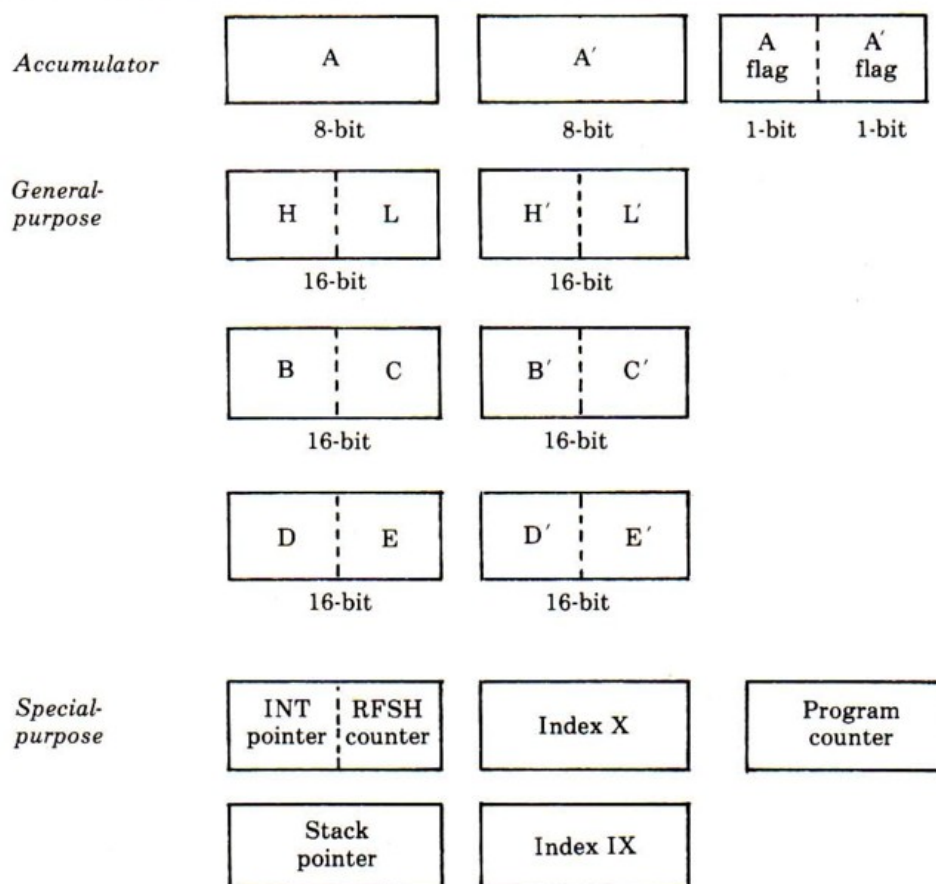 Accumulator
A
A′
A flag
A′ flag
8-bit
8-bit
1-bit
1-bit
General-
purpose
H
L
H′
L′
16-bit
16-bit
B
C
B′
C′
16-bit
16-bit
D
E
D′
E′
16-bit
16-bit
Special-
purpose
INT
pointer
RFSH
counter
Index X
Program
counter
Stack
pointer
Index IX